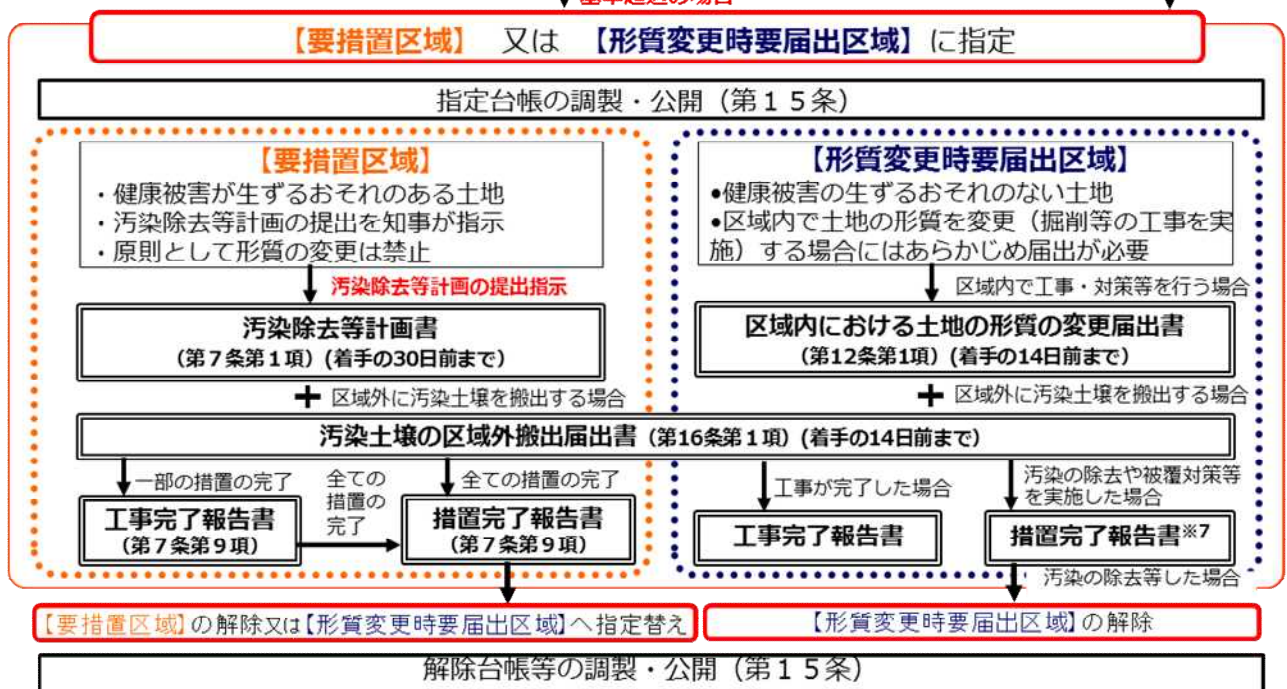 基準超過の場合
【要措置区域】 又は 【形質変更時要届出区域】に指定
指定台帳の調製・公開（第１５条）
【要措置区域】
・健康被害が生ずるおそれのある土地
・汚染除去等計画の提出を知事が指示
・原則として形質の変更は禁止
汚染除去等計画の提出指示
汚染除去等計画書
（第７条第１項）(着手の30日前まで)
＋ 区域外に汚染土壌を搬出する場合
【形質変更時要届出区域】
●健康被害の生ずるおそれのない土地
●区域内で土地の形質を変更（掘削等の工事を実
施）する場合にはあらかじめ届出が必要
区域内で工事・対策等を行う場合
区域内における土地の形質の変更届出書
（第12条第1項）(着手の14日前まで)
＋ 区域外に汚染土壌を搬出する場合
汚染土壌の区域外搬出届出書（第16条第１項）(着手の14日前まで)
一部の措置の完了
全ての
措置の
完了
全ての措置の完了
工事完了報告書
（第７条第９項）
措置完了報告書
（第７条第９項）
工事が完了した場合
汚染の除去や被覆対策等
を実施した場合
工事完了報告書
措置完了報告書※7
汚染の除去等した場合
【要措置区域】の解除又は【形質変更時要届出区域】へ指定替え
【形質変更時要届出区域】の解除
解除台帳等の調製・公開（第１５条）